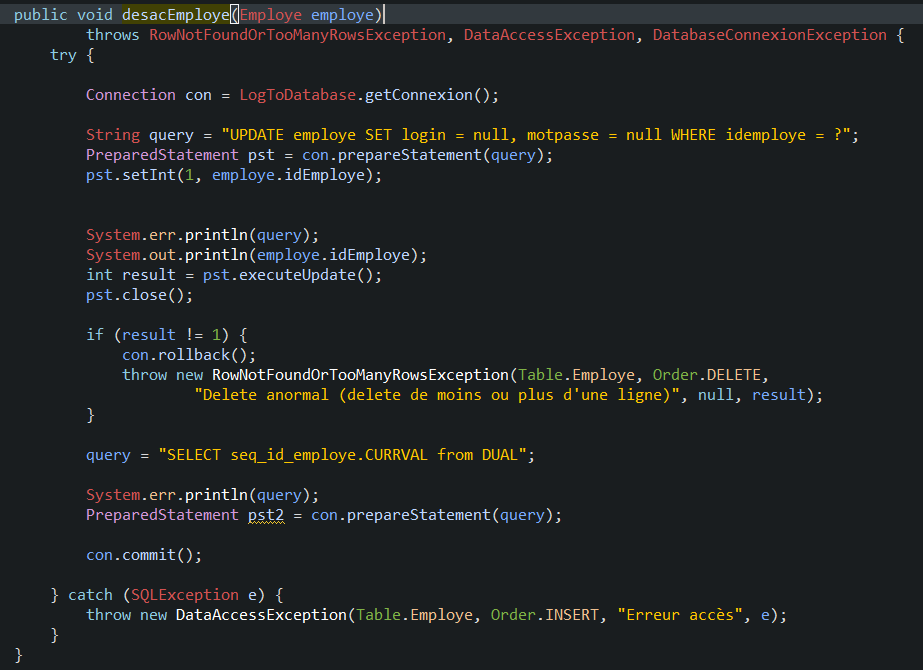 public void desacEmploye(Employe employe)
throws RowNotFoundOrTooManyRowsException, DataAccessException, DatabaseConnexionException {
try {
Connection con = LogToDatabase.getConnexion();
String query = "UPDATE employe SET login = null, motpasse = null WHERE idemploye = ?";
PreparedStatement pst = con.prepareStatement(query);
pst.setInt(1, employe.idEmploye);
System.err.println(query);
System.out.println(employe.idEmploye);
int result = pst.executeUpdate();
pst.close();
if (result != 1) {
con.rollback();
throw new RowNotFoundOrTooManyRowsException(Table.Employe, Order.DELETE,
"Delete anormal (delete de moins ou plus d'une ligne)", null, result);
}
query = "SELECT seq_id_employe.CURRVAL from DUAL";
System.err.println(query);
PreparedStatement pst2 = con.prepareStatement(query);
con.commit();
} catch (SQLException e) {
throw new DataAccessException(Table.Employe, Order.INSERT, "Erreur accès", e);
}
}